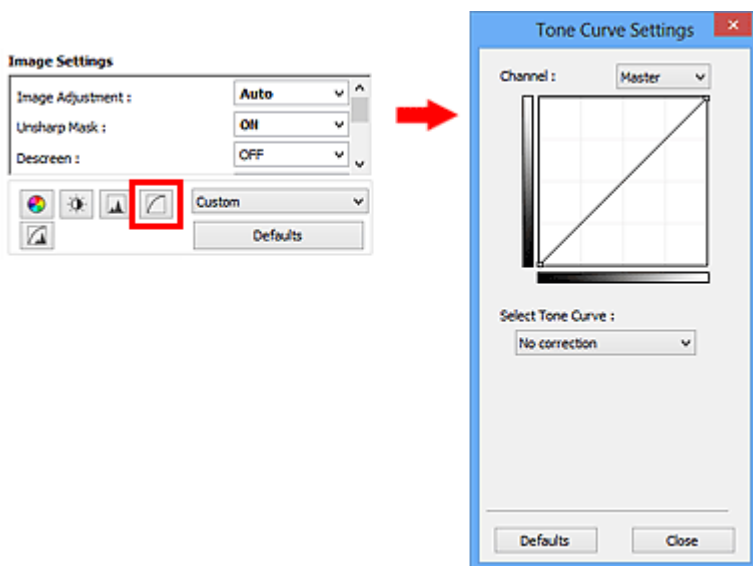 Image Settings
Image Adjustment : Auto
Unsharp Mask : ON
Descreen : OFF
Custom
Defaults
Tone Curve Settings
Channel : Master
Select Tone Curve :
No correction
Defaults Close